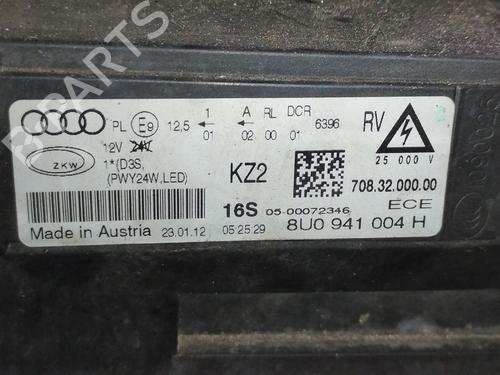 PL E9 12,5 1 A RL DCR
01 02 00 01 6396
RV
12V 24V
ZKW
1*(D3S,
(PWY24W,LED)
KZ2
25 000 V
708.32.000.00
ECE
16S 05-00072346
8U0 941 004 H
Made in Austria 23.01.12 05:25:29
B PARTS